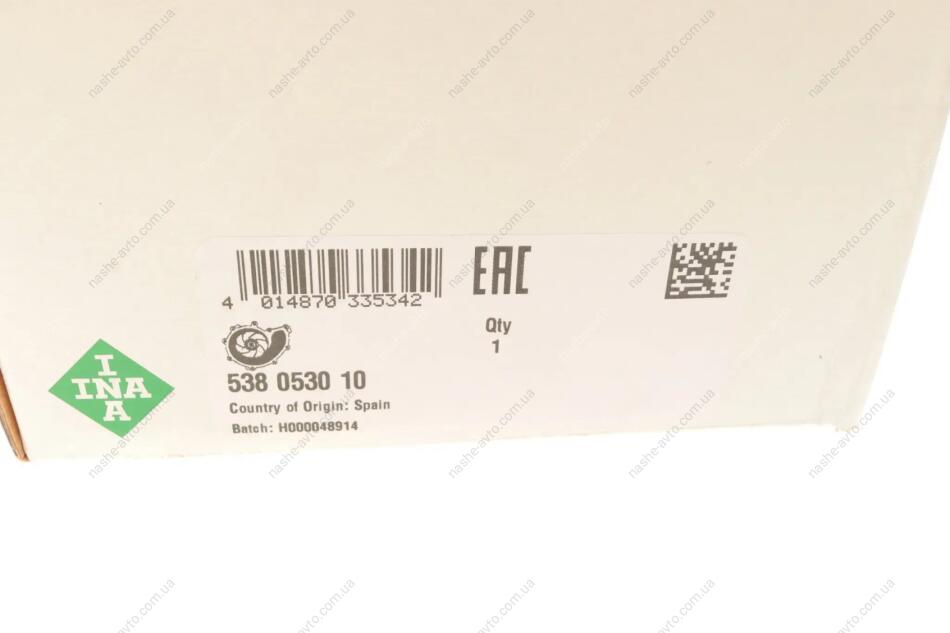 4 014870 335342
EAC
Qty
1
538 0530 10
Country of Origin: Spain
Batch: H000048914
I
INA
A
nashe-avto.com.ua